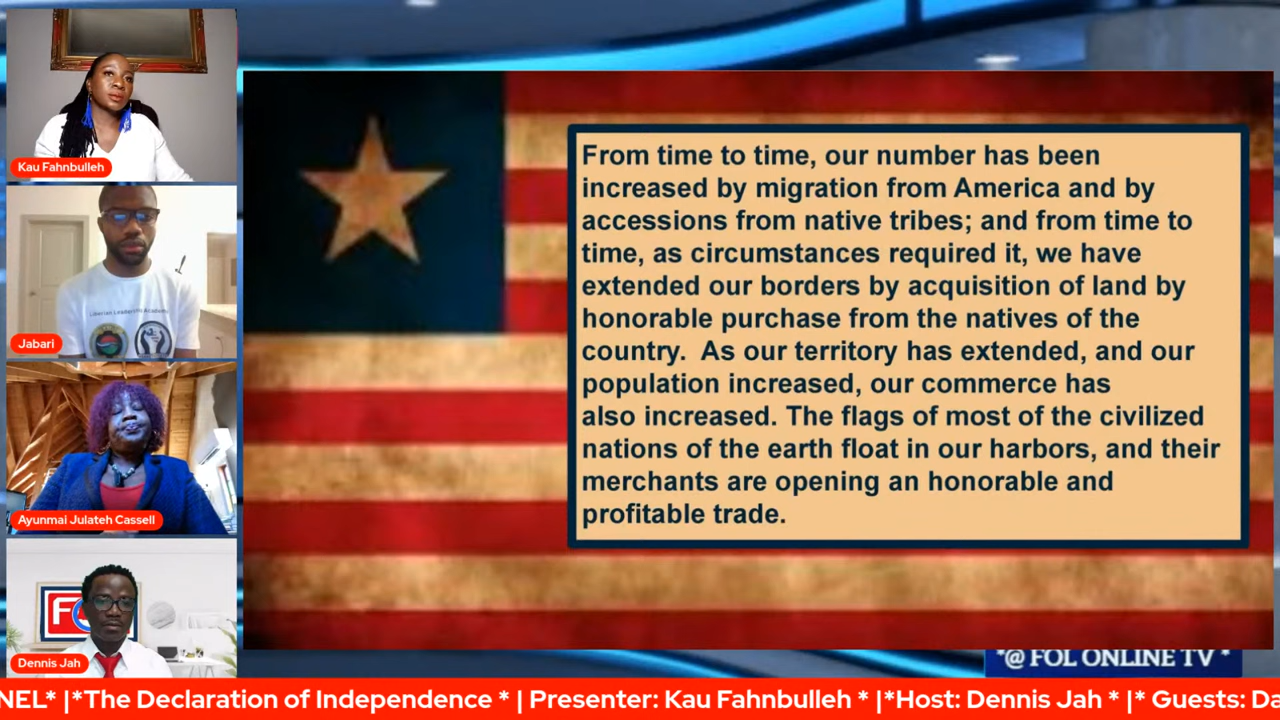 Kau Fahnbulleh
Jabari
Liberian Leadership Academy
Ayunmai Julateh Cassell
F
Dennis Jah
From time to time, our number has been
increased by migration from America and by
accessions from native tribes; and from time to
time, as circumstances required it, we have
extended our borders by acquisition of land by
honorable purchase from the natives of the
country. As our territory has extended, and our
population increased, our commerce has
also increased. The flags of most of the civilized
nations of the earth float in our harbors, and their
merchants are opening an honorable and
profitable trade.
*@ FOL ONLINE TV *
NEL* |*The Declaration of Independence * | Presenter: Kau Fahnbulleh * |*Host: Dennis Jah * |* Guests: Da